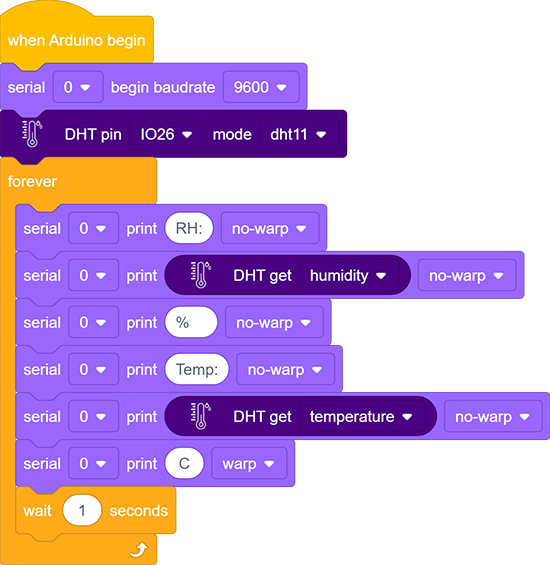 when Arduino begin
serial 0 begin baudrate 9600
DHT pin IO26 mode dht11
forever
serial 0 print RH: no-warp
serial 0 print DHT get humidity no-warp
serial 0 print % no-warp
serial 0 print Temp: no-warp
serial 0 print DHT get temperature no-warp
serial 0 print C warp
wait 1 seconds